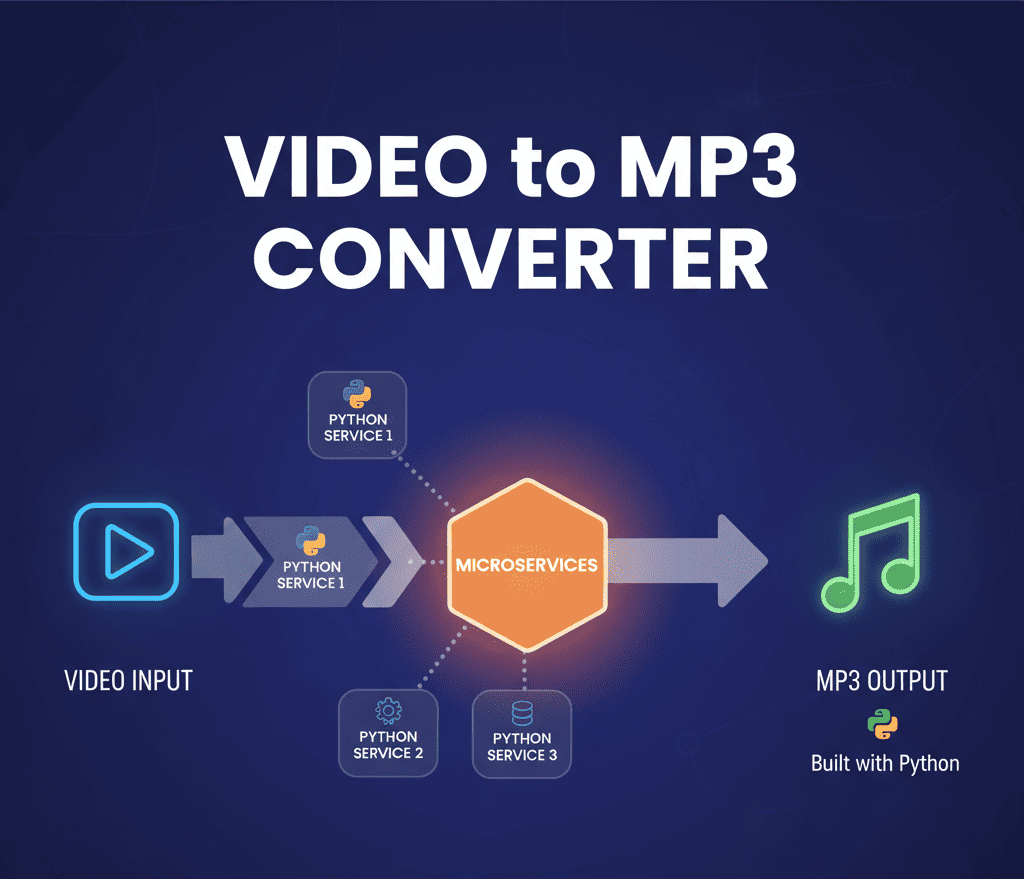 VIDEO to MP3
CONVERTER
PYTHON
SERVICE 1
PYTHON
SERVICE 1
MICROSERVICES
VIDEO INPUT
MP3 OUTPUT
PYTHON
SERVICE 2
PYTHON
SERVICE 3
Built with Python